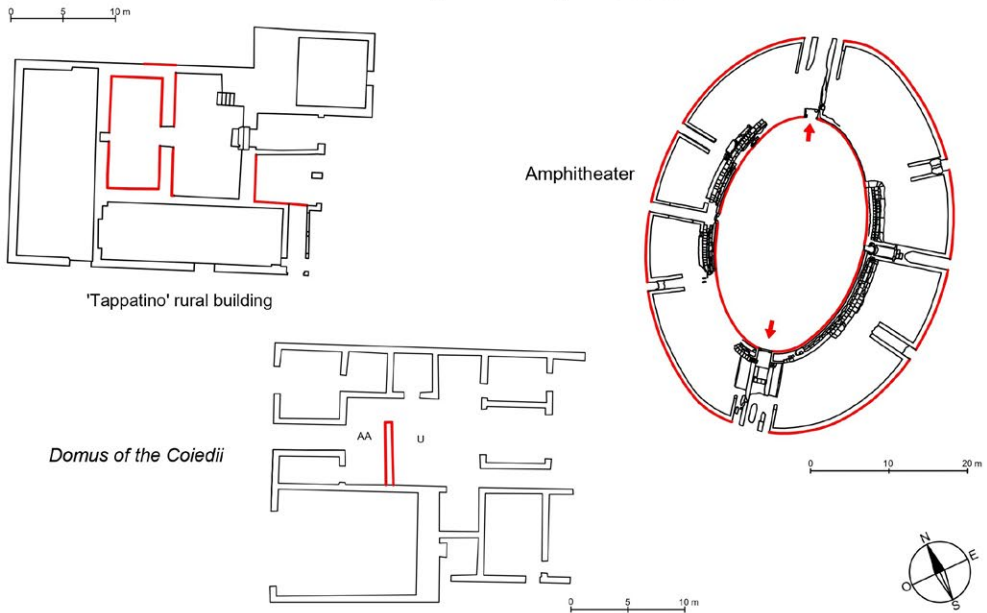 0 5 10 m
Amphitheater
'Tappatino' rural building
AA U
Domus of the Coiedii
0 10 20 m
N
E
O
S
0 5 10 m